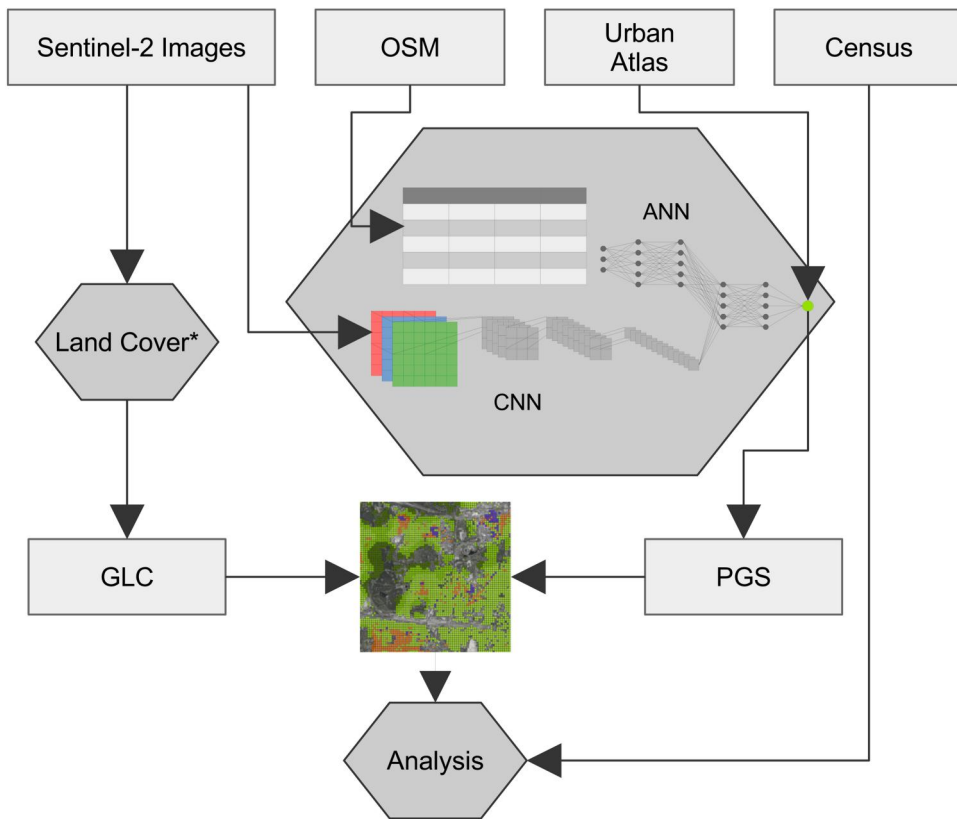 Sentinel-2 Images
OSM
Urban
Atlas
Census
ANN
Land Cover*
CNN
GLC
PGS
Analysis